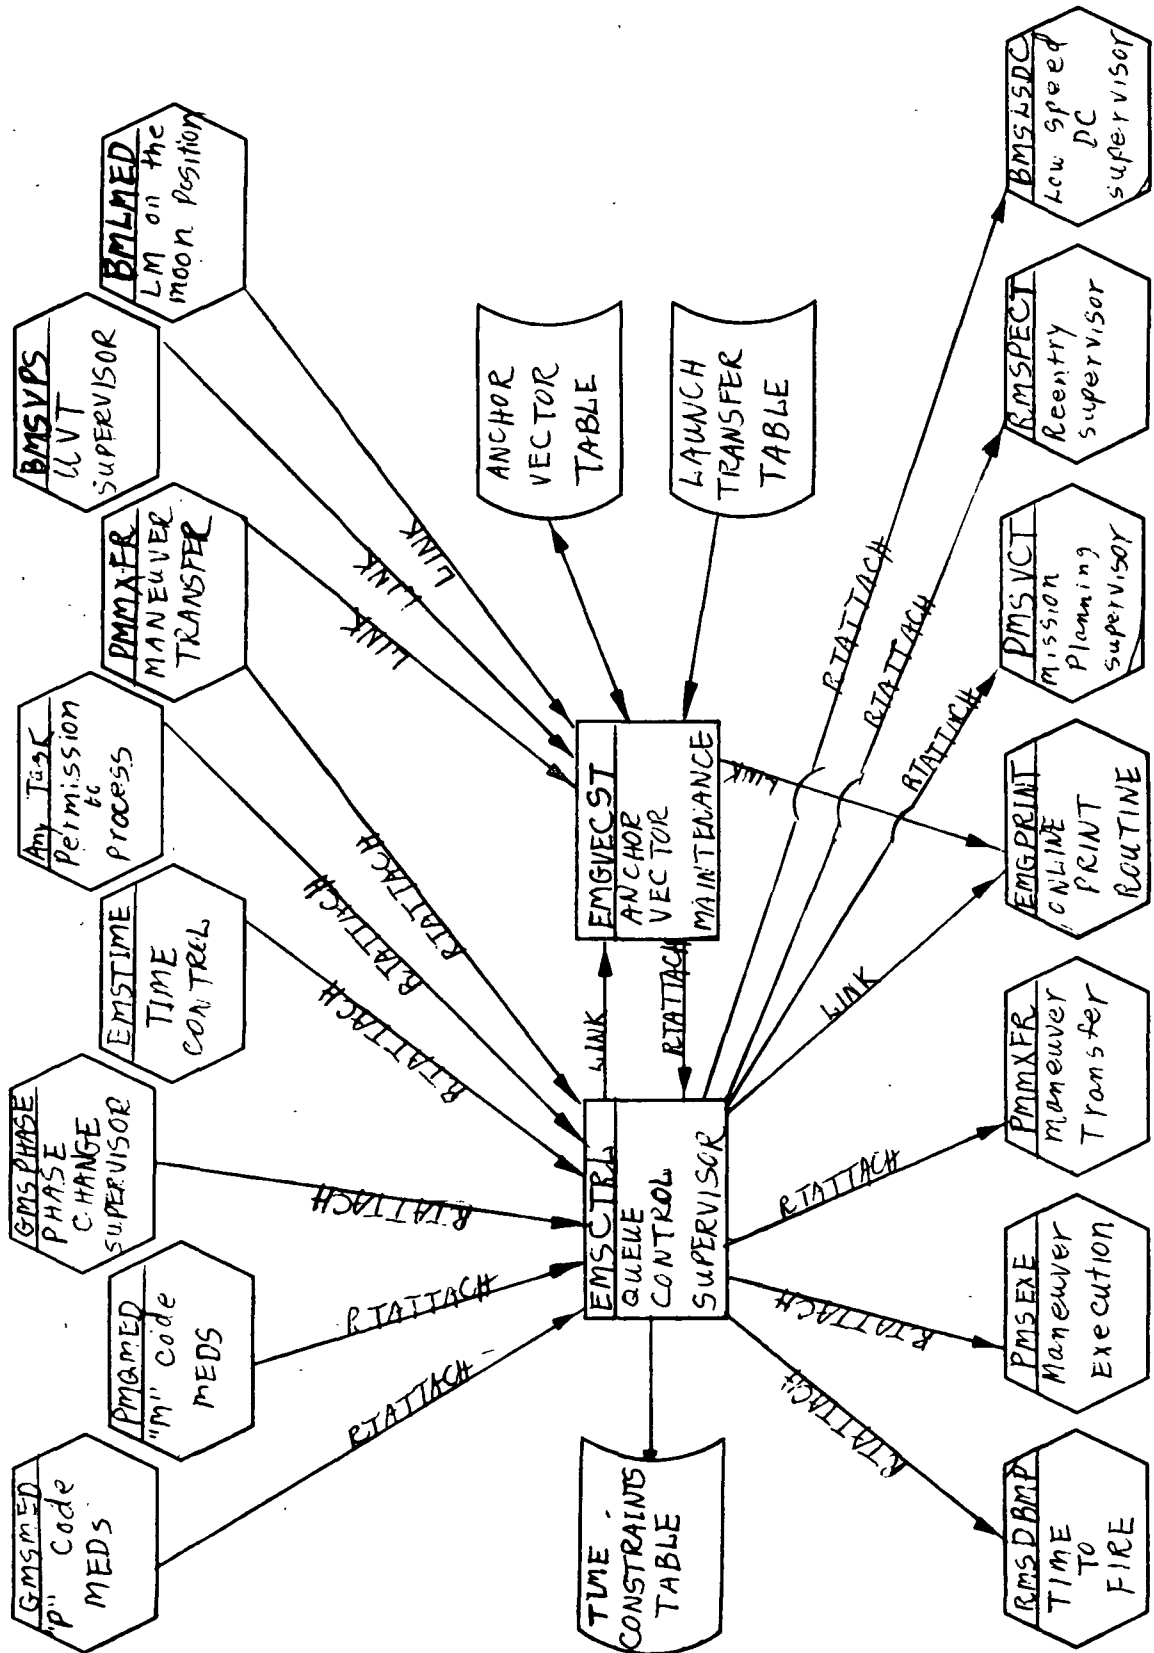 GMSMED
"P" Code
MEDs
PMQMED
"M" Code
MEDS
GMSPHASE
PHASE
CHANGE
SUPERVISOR
EMSTIME
TIME
CONTROL
Any Task
Permission
to
Process
PMMXFR
MANEUVER
TRANSFER
BMSVPS
ULVT
SUPERVISOR
BMLMED
LM on the
moon position
RTATTACH
RTATTACH
RTATTACH
RTATTACH
RTATTACH
RTATTACH
LINK
LINK
LINK
TIME
CONSTRAINTS
TABLE
EMSCTRL
QUEUE
CONTROL
SUPERVISOR
LINK
RTATTACH
EMGVECST
ANCHOR
VECTOR
MAINTENANCE
ANCHOR
VECTOR
TABLE
LAUNCH
TRANSFER
TABLE
RTATTACH
RTATTACH
RTATTACH
LINK
LINK
RTATTACH
RTATTACH
RTATTACH
RMSDBMP
TIME
TO
FIRE
PMSEXE
Maneuver
Execution
PMMXFR
Maneuver
Transfer
EMGPRINT
ONLINE
PRINT
ROUTINE
PMSVCT
Mission
Planning
supervisor
RMSPECT
Reentry
supervisor
BMSLSDC
Low speed
DC
supervisor